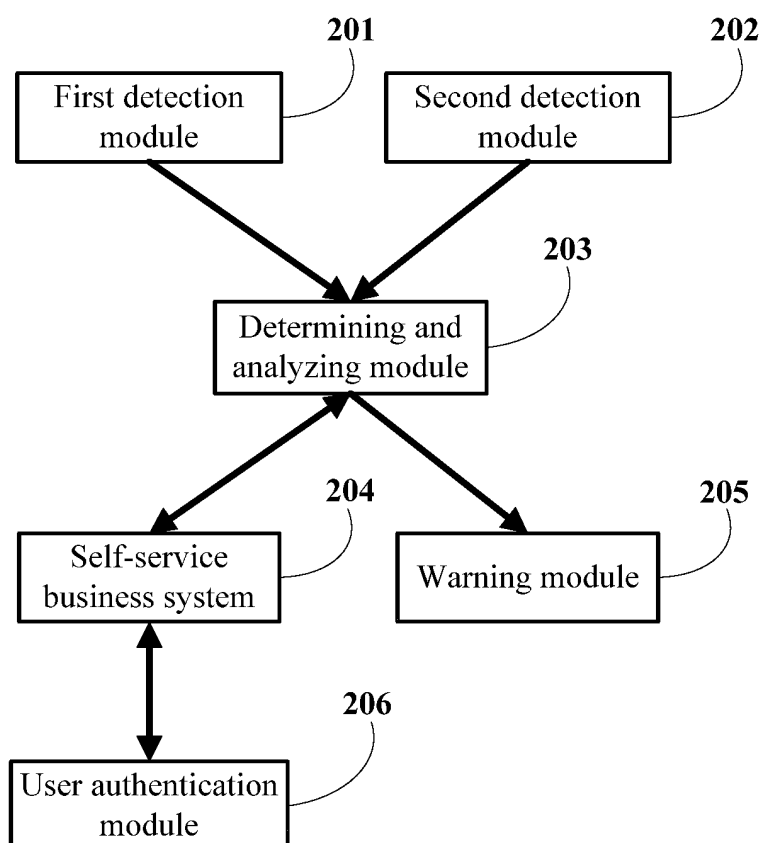 201
202
First detection
module
Second detection
module
203
Determining and
analyzing module
204
205
Self-service
business system
Warning module
206
User authentication
module